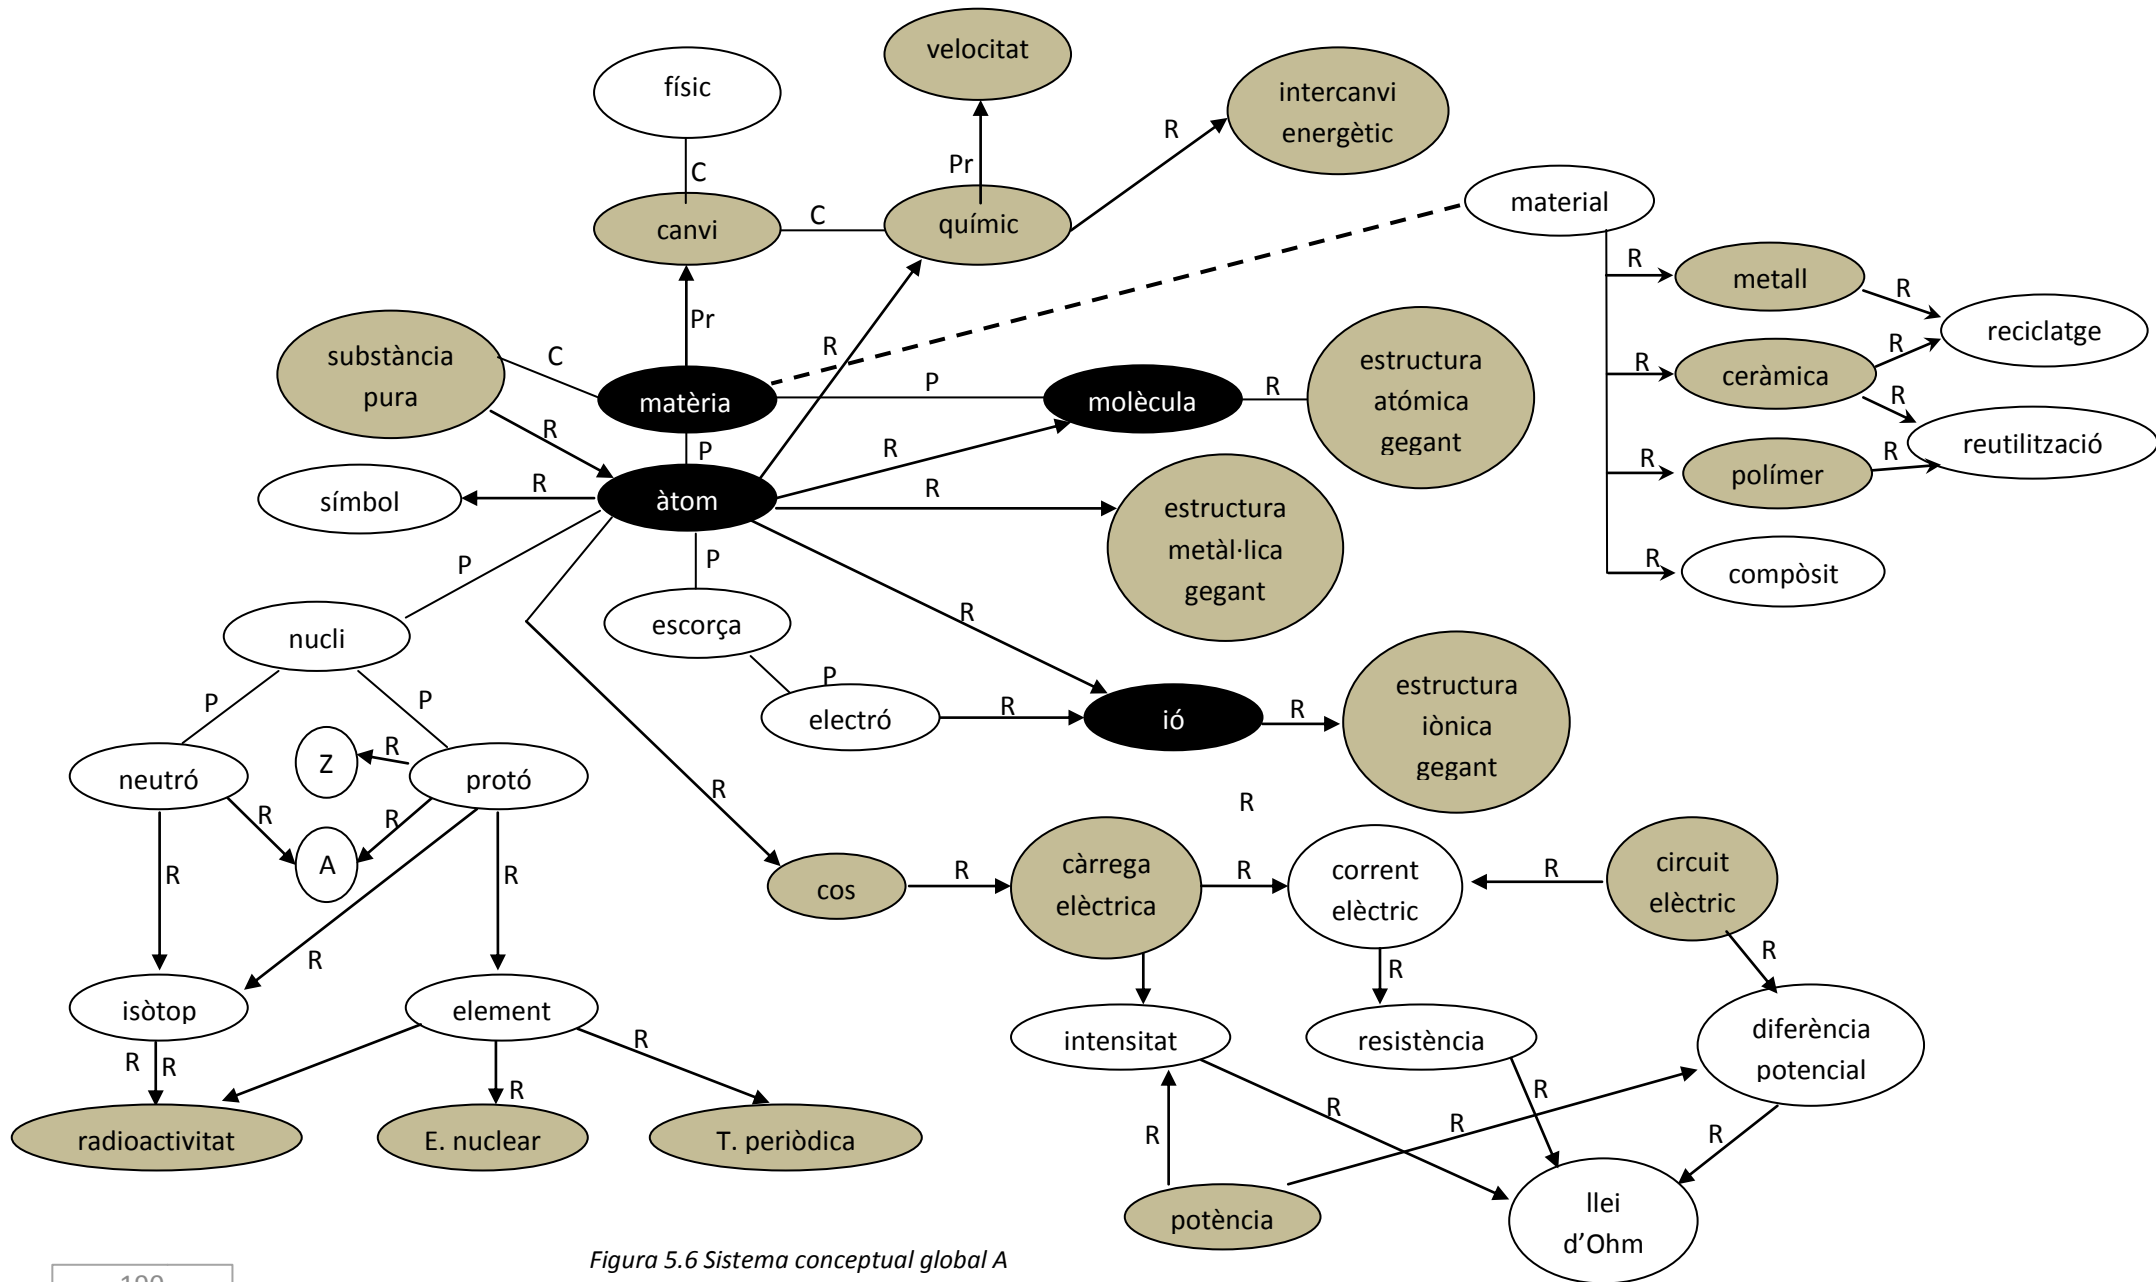 velocitat
físic
intercanvi
energètic
R
Pr
C
material
canvi
C
químic
R
metall
R
Pr
reciclatge
R
substància
pura
C
P
estructura
atómica
gegant
R
ceràmica
matèria
molècula
R
R
R
P
R
reutilització
R
polímer
R
símbol
R
àtom
R
estructura
metàl·lica
gegant
P
P
R
compòsit
nucli
escorça
R
P
P
P
electró
R
ió
R
estructura
iònica
gegant
neutró
Z
R
protó
R
R
R
R
A
R
R
cos
R
càrrega
elèctrica
R
corrent
elèctric
R
circuit
elèctric
R
R
R
isòtop
element
intensitat
resistència
diferència
potencial
R
R
R
R
R
R
R
R
R
radioactivitat
E. nuclear
T. periòdica
potència
llei
d'Ohm
Figura 5.6 Sistema conceptual global A